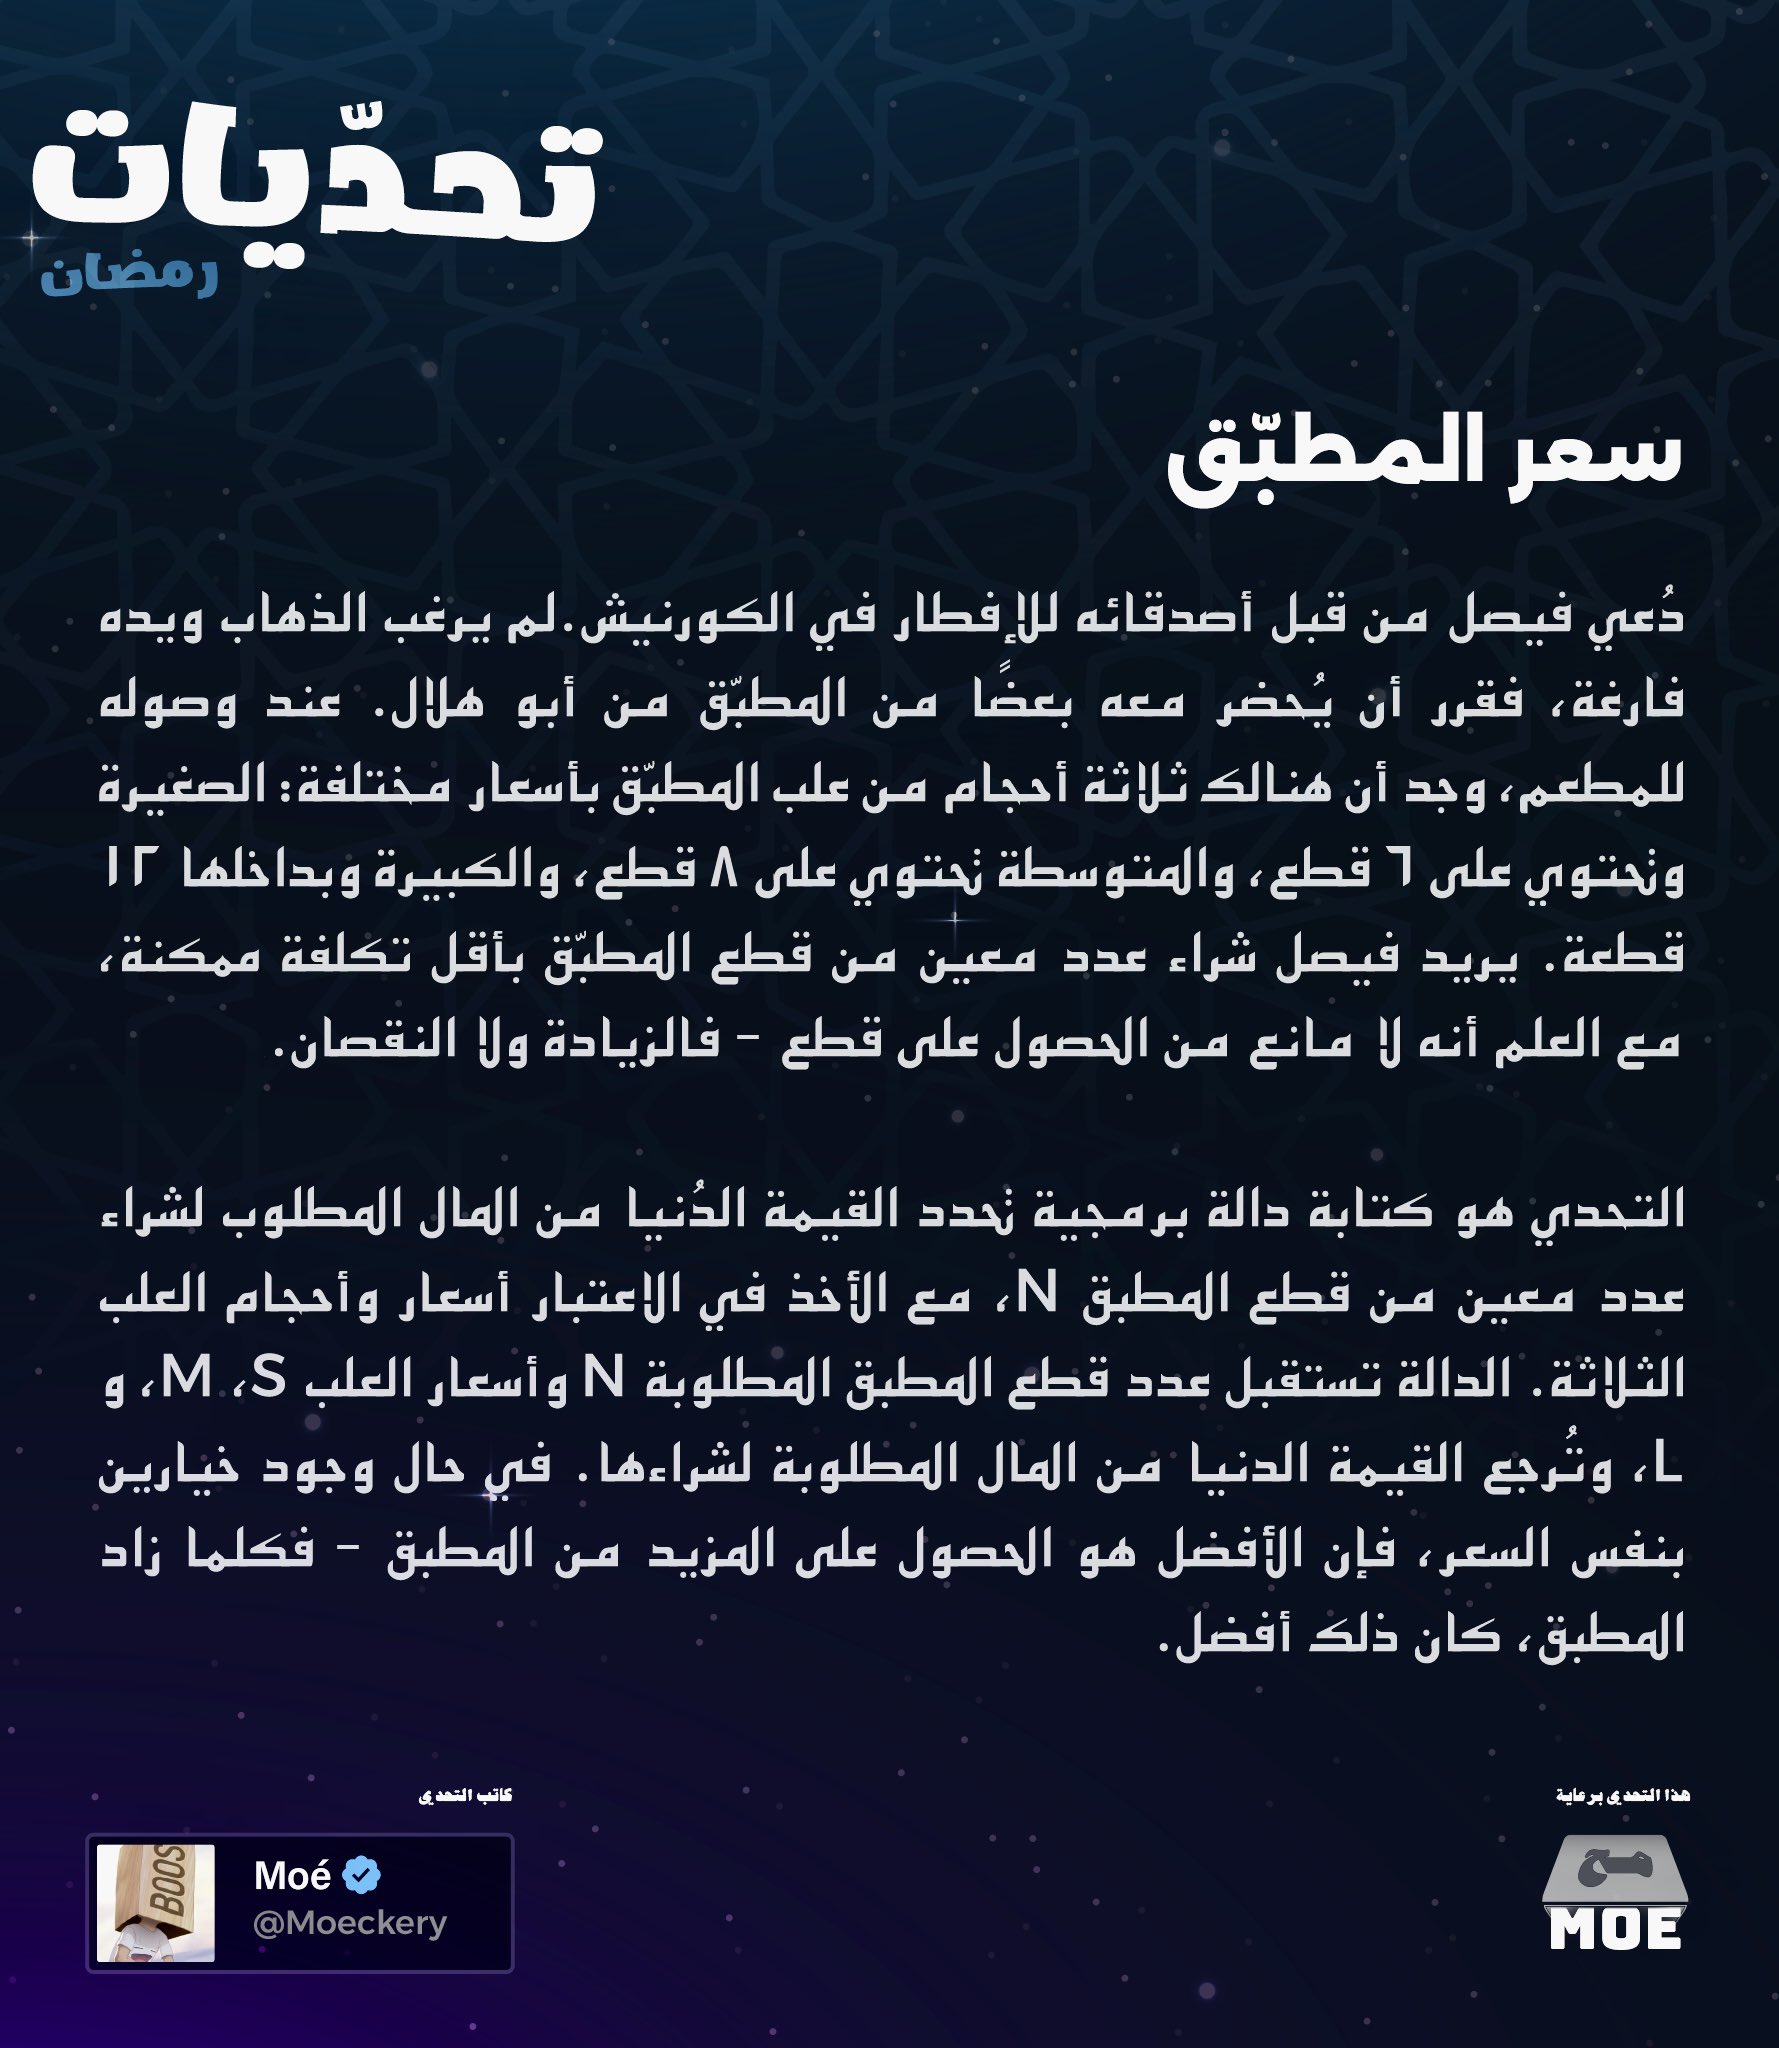 تحدّيات
رمضان
سعر المطبّق
دُعي فيصل من قبل أصدقائه للإفطار في الكورنيش.لم يرغب الذهاب ويده
فارغة، فقرر أن يُحضر معه بعضًا من المطبّق من أبو هلال. عند وصوله
للمطعم، وجد أن هنالك ثلاثة أحجام من علب المطبّق بأسعار مختلفة: الصغيرة
وتحتوي على ٦ قطع، والمتوسطة تحتوي على ٨ قطع، والكبيرة وبداخلها ١٢
قطعة. يريد فيصل شراء عدد معين من قطع المطبّق بأقل تكلفة ممكنة،
مع العلم أنه لا مانع من الحصول على قطع - فالزيادة ولا النقصان.
التحدي هو كتابة دالة برمجية تحدد القيمة الدُنيا من المال المطلوب لشراء
عدد معين من قطع المطبق N، مع الأخذ في الاعتبار أسعار وأحجام العلب
الثلاثة. الدالة تستقبل عدد قطع المطبق المطلوبة N وأسعار العلب S، M، و
L، وتُرجع القيمة الدنيا من المال المطلوبة لشراءها. في حال وجود خيارين
بنفس السعر، فإن الأفضل هو الحصول على المزيد من المطبق - فكلما زاد
المطبق، كان ذلك أفضل.
هذا التحدي برعاية
MOE
كاتب التحدي
BOOS
Moé
@Moeckery